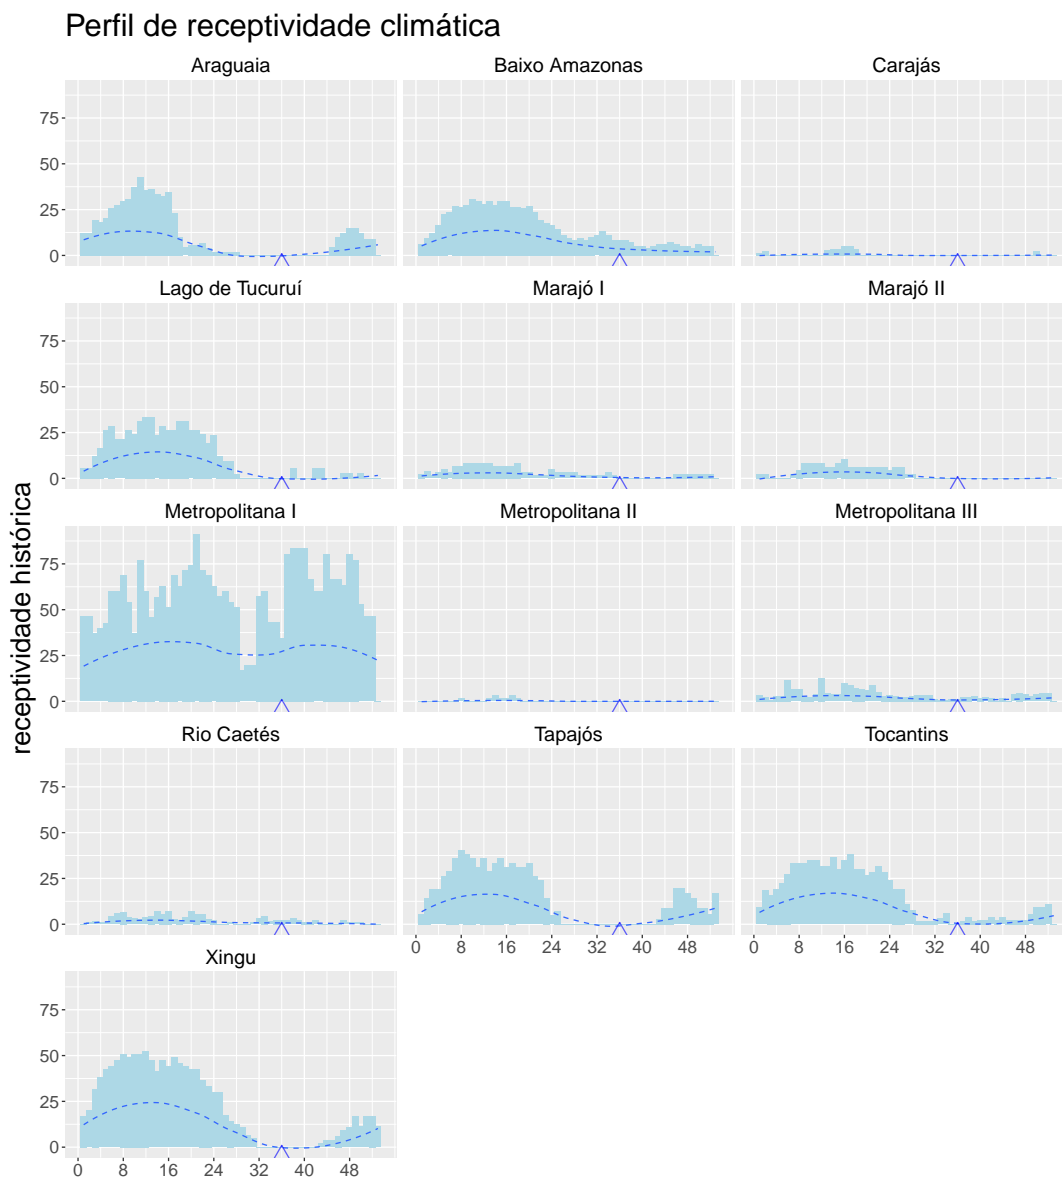 Perfil de receptividade climática
Araguaia Baixo Amazonas Carajás
75
50
25
0
Lago de Tucuruí Marajó I Marajó II
75
50
25
0
Metropolitana I Metropolitana II Metropolitana III
75
50
25
0
receptividade histórica
Rio Caetés Tapajós Tocantins
75
50
25
0
0 8 16 24 32 40 48 0 8 16 24 32 40 48
Xingu
75
50
25
0
0 8 16 24 32 40 48